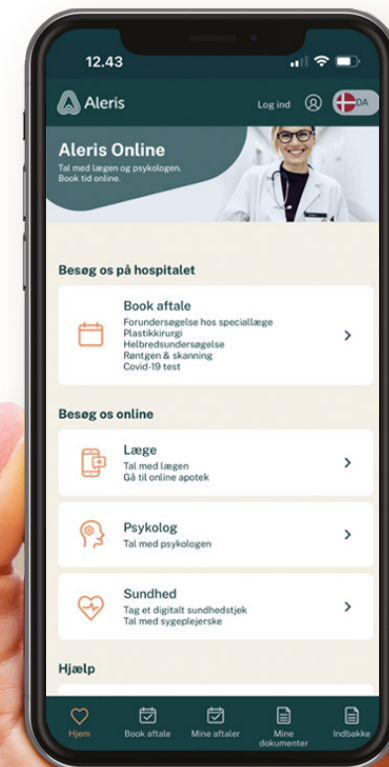 12.43
Aleris
Log ind
DA
Aleris Online
Tal med lægen og psykologen.
Book tid online.
Besøg os på hospitalet
Book aftale
Forundersøgelse hos speciallæge
Plastikkirurgi
Helbredsundersøgelse
Røntgen & skanning
Covid-19 test
Besøg os online
Læge
Tal med lægen
Gå til online apotek
Psykolog
Tal med psykologen
Sundhed
Tag et digitalt sundhedstjek
Tal med sygeplejerske
Hjælp
Hjem
Book aftale
Mine aftaler
Mine
dokumenter
Indbakke